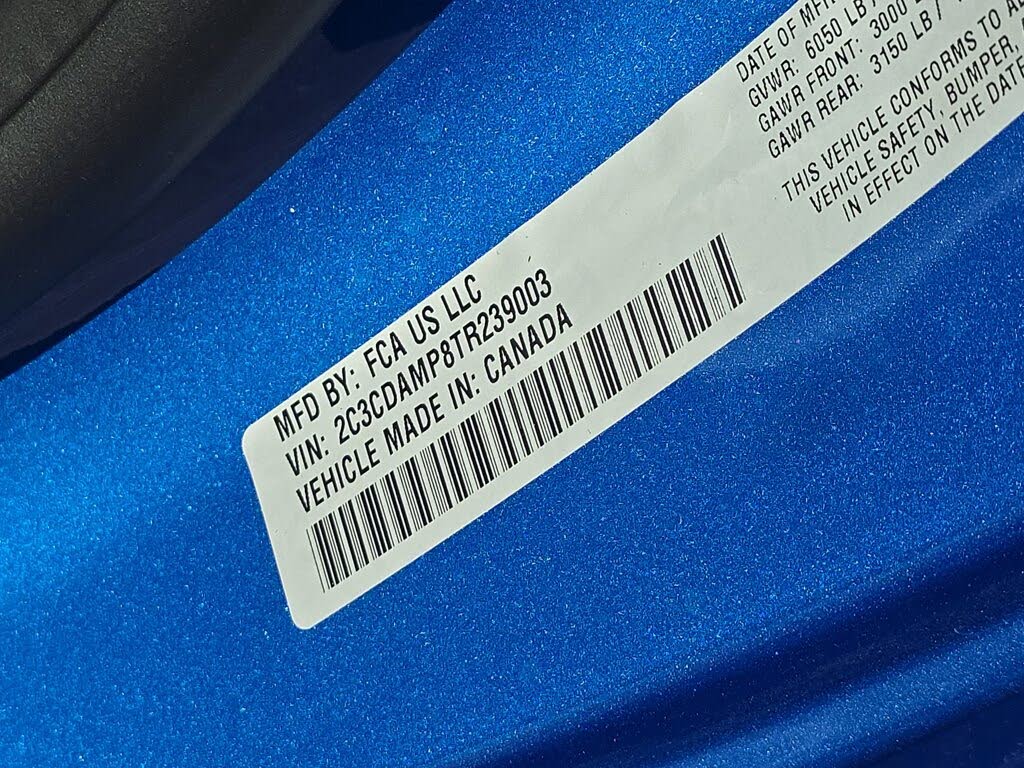 MFD BY: FCA US LLC
VIN: 2C3CDAMP8TR239003
VEHICLE MADE IN: CANADA
DATE OF MFR
GVWR: 6050 LB/
GAWR FRONT: 3000
GAWR REAR: 3150 LB/
THIS VEHICLE CONFORMS TO
VEHICLE SAFETY, BUMPER,
IN EFFECT ON THE DATE